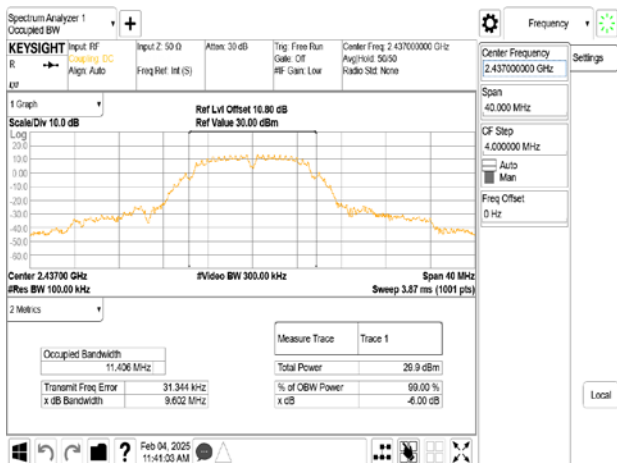 Spectrum Analyzer 1
Occupied BW
+
Frequency
KEYSIGHT
R
Input: RF
Coupling: DC
Align: Auto
Input Z: 50 Ω
Freq Ref: Int (S)
Atten: 30 dB
Trig: Free Run
Gate: Off
#IF Gain: Low
Center Freq: 2.437000000 GHz
Avg|Hold: 50/50
Radio Std: None
Center Frequency
2.437000000 GHz
Settings
Span
40.000 MHz
CF Step
4.000000 MHz
Auto
Man
Freq Offset
0 Hz
Local
1 Graph
Scale/Div 10.0 dB
Ref Lvl Offset 10.80 dB
Ref Value 30.00 dBm
Log
20.0
10.0
0.00
-10.0
-20.0
-30.0
-40.0
-50.0
-60.0
Center 2.43700 GHz
#Video BW 300.00 kHz
Span 40 MHz
#Res BW 100.00 kHz
Sweep 3.87 ms (1001 pts)
2 Metrics
Measure Trace
Trace 1
Occupied Bandwidth
11.406 MHz
Total Power
29.9 dBm
Transmit Freq Error
31.344 kHz
% of OBW Power
99.00 %
x dB Bandwidth
9.602 MHz
x dB
-6.00 dB
?
Feb 04, 2025
11:41:03 AM